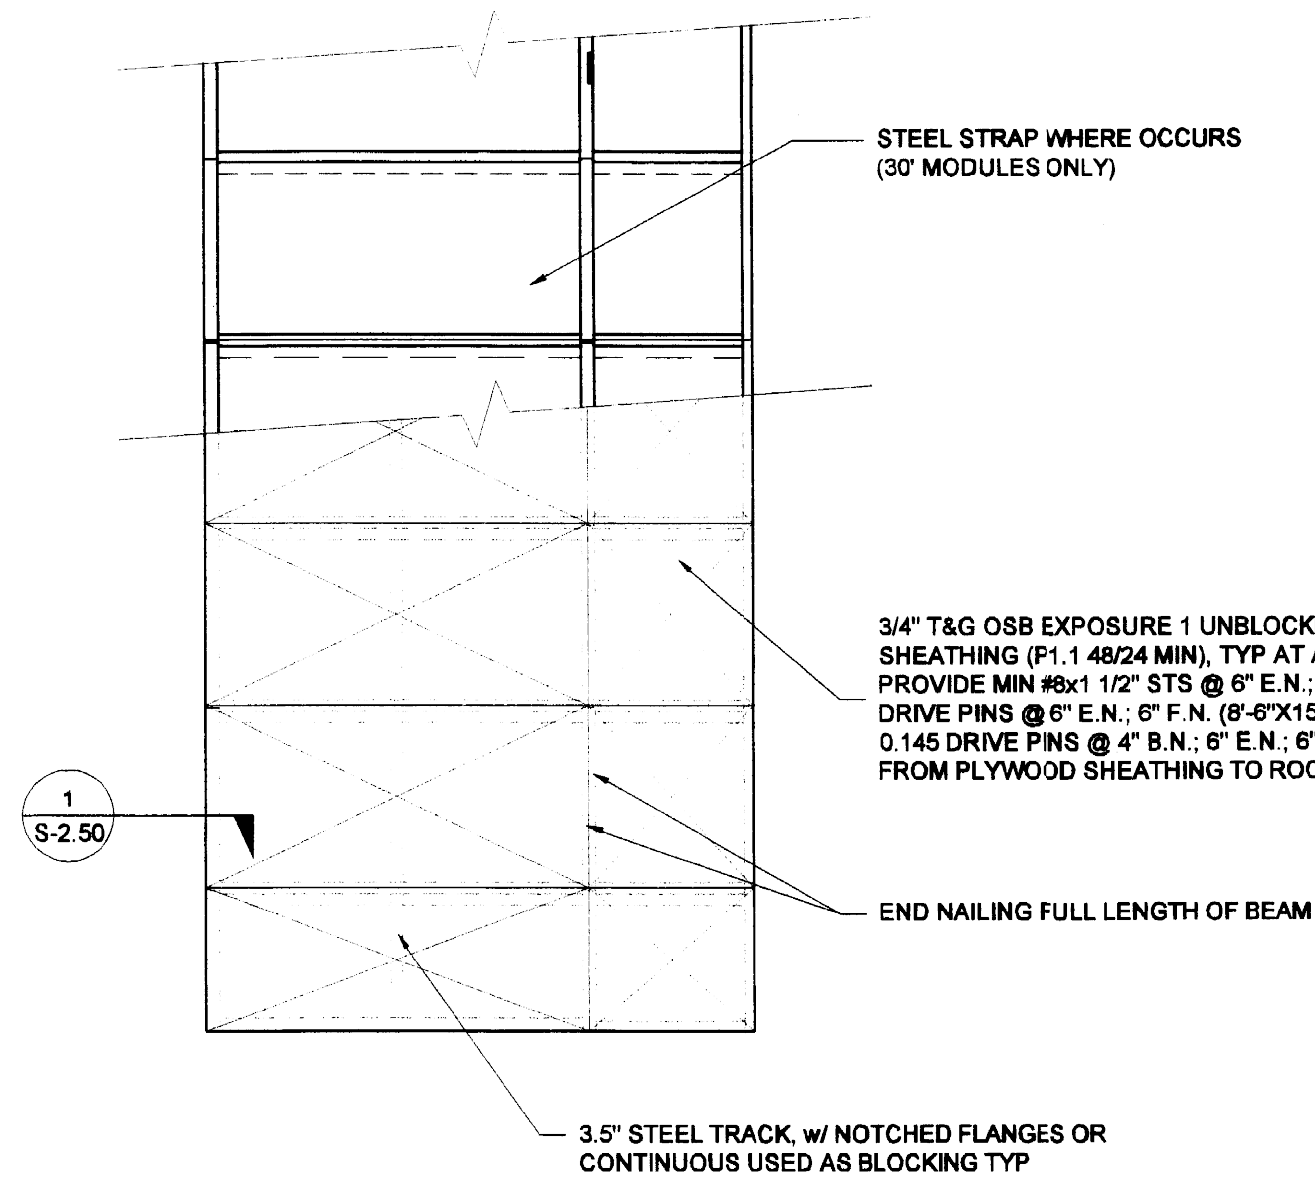 STEEL STRAP WHERE OCCURS
(30' MODULES ONLY)
3/4" T&G OSB EXPOSURE 1 UNBLOCK
SHEATHING (P1.1 48/24 MIN), TYP AT
PROVIDE MIN #8x1 1/2" STS @ 6" E.N.;
DRIVE PINS @ 6" E.N.; 6" F.N. (8'-6"X15
0.145 DRIVE PINS @ 4" B.N.; 6" E.N.; 6"
FROM PLYWOOD SHEATHING TO ROO
1
S-2.50
END NAILING FULL LENGTH OF BEAM
3.5" STEEL TRACK, w/ NOTCHED FLANGES OR
CONTINUOUS USED AS BLOCKING TYP